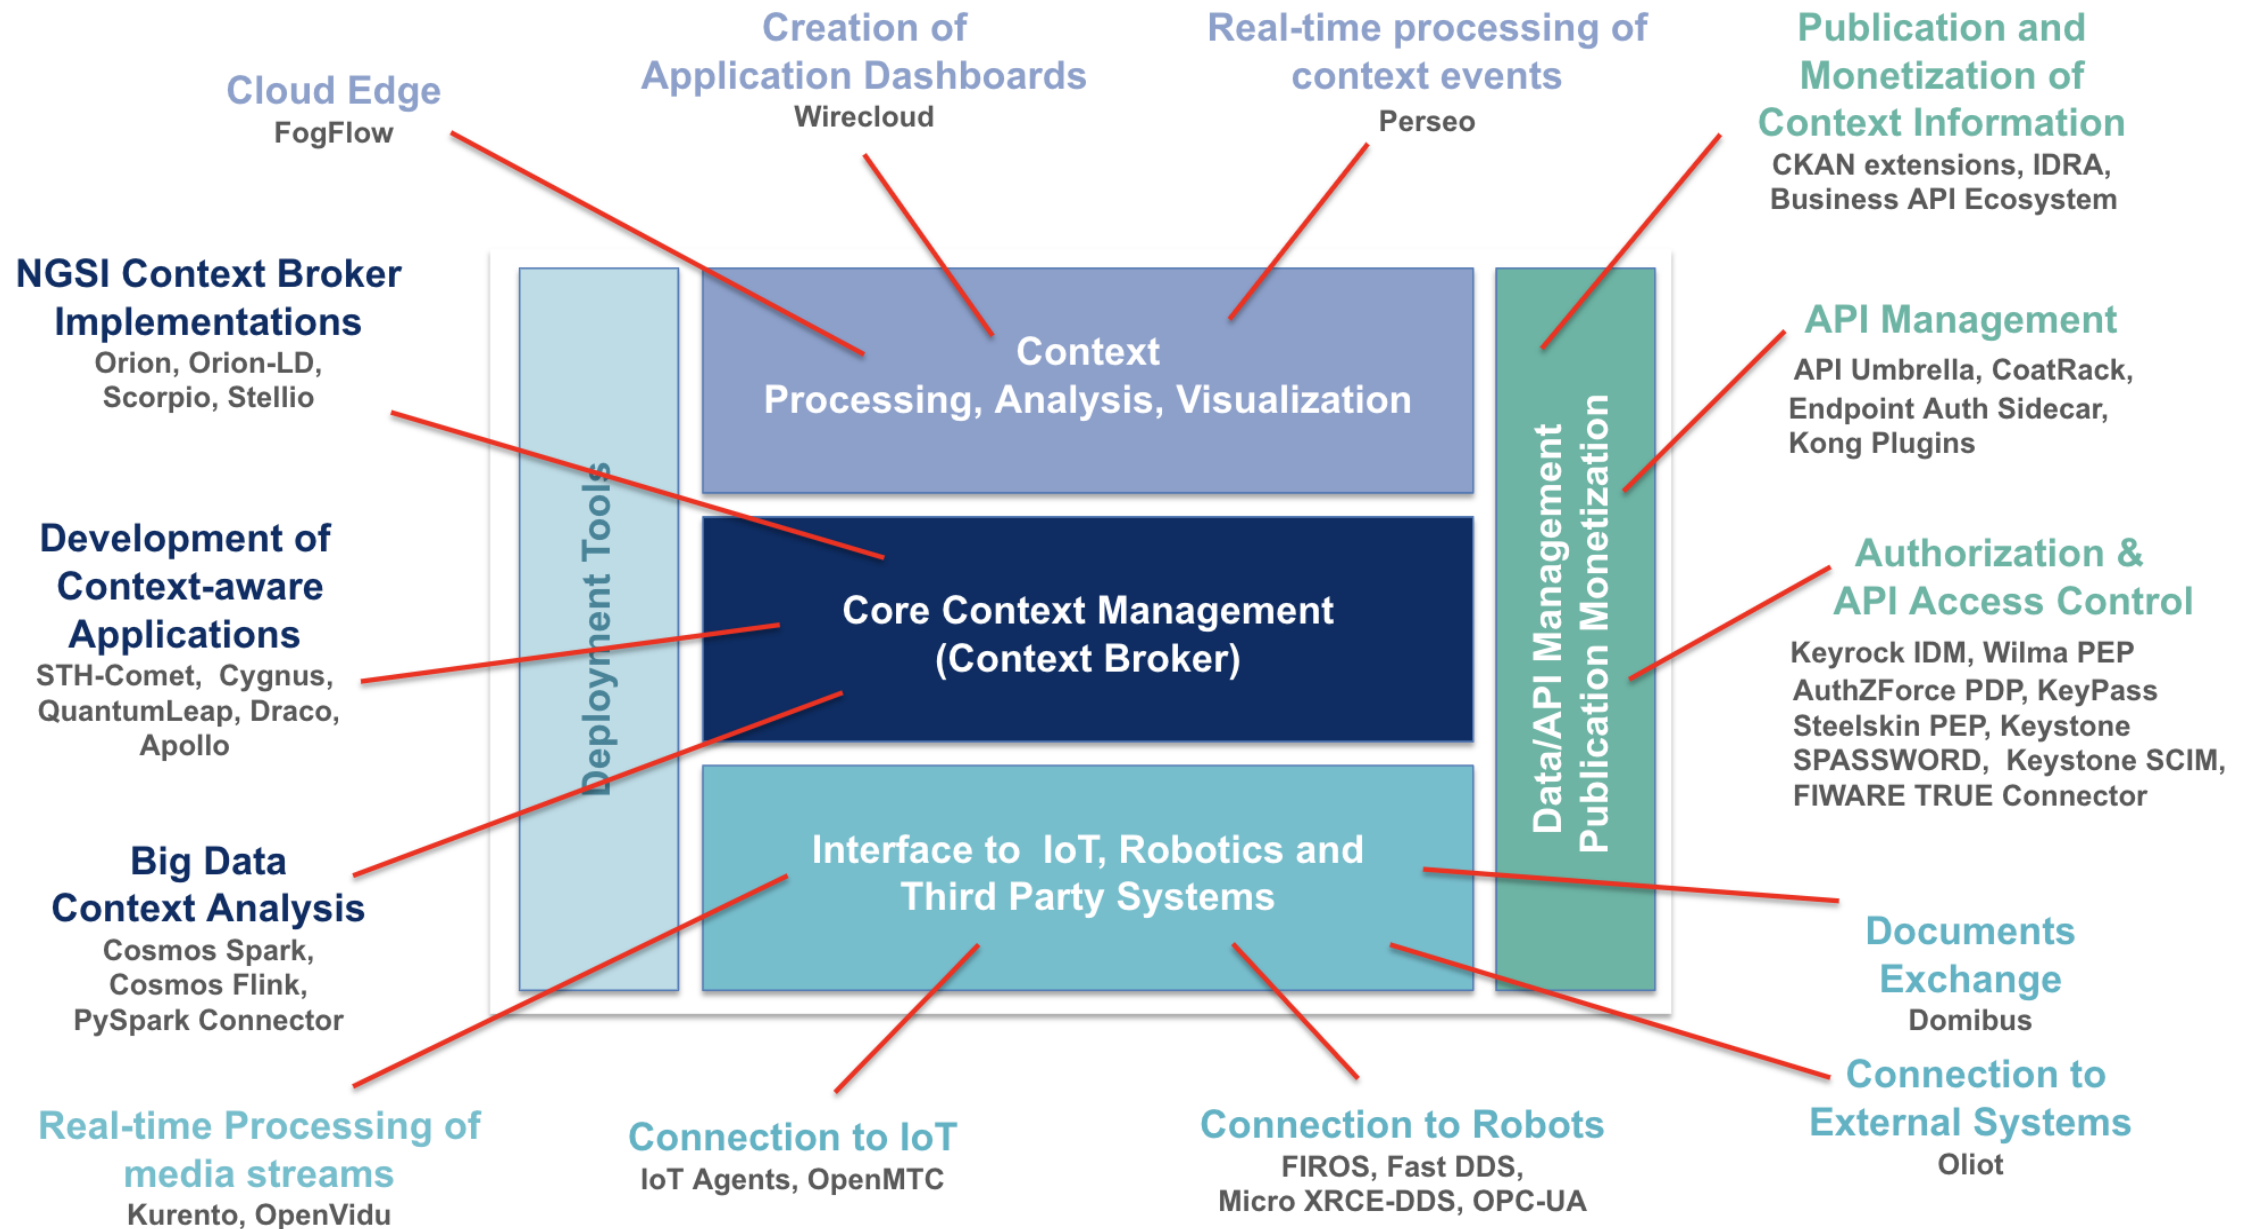 Creation of
Application Dashboards
Wirecloud
Real-time processing of
context events
Perseo
Publication and
Monetization of
Context Information
CKAN extensions, IDRA,
Business API Ecosystem
Cloud Edge
FogFlow
NGSI Context Broker
Implementations
Orion, Orion-LD,
Scorpio, Stellio
Development of
Context-aware
Applications
STH-Comet, Cygnus,
QuantumLeap, Draco,
Apollo
Big Data
Context Analysis
Cosmos Spark,
Cosmos Flink,
PySpark Connector
Deployment Tools
Context
Processing, Analysis, Visualization
Core Context Management
(Context Broker)
Interface to IoT, Robotics and
Third Party Systems
Data/API Management
Publication Monetization
API Management
API Umbrella, CoatRack,
Endpoint Auth Sidecar,
Kong Plugins
Authorization &
API Access Control
Keyrock IDM, Wilma PEP
AuthZForce PDP, KeyPass
Steelskin PEP, Keystone
SPASSWORD, Keystone SCIM,
FIWARE TRUE Connector
Documents
Exchange
Domibus
Connection to
External Systems
Oliot
Real-time Processing of
media streams
Kurento, OpenVidu
Connection to IoT
IoT Agents, OpenMTC
Connection to Robots
FIROS, Fast DDS,
Micro XRCE-DDS, OPC-UA